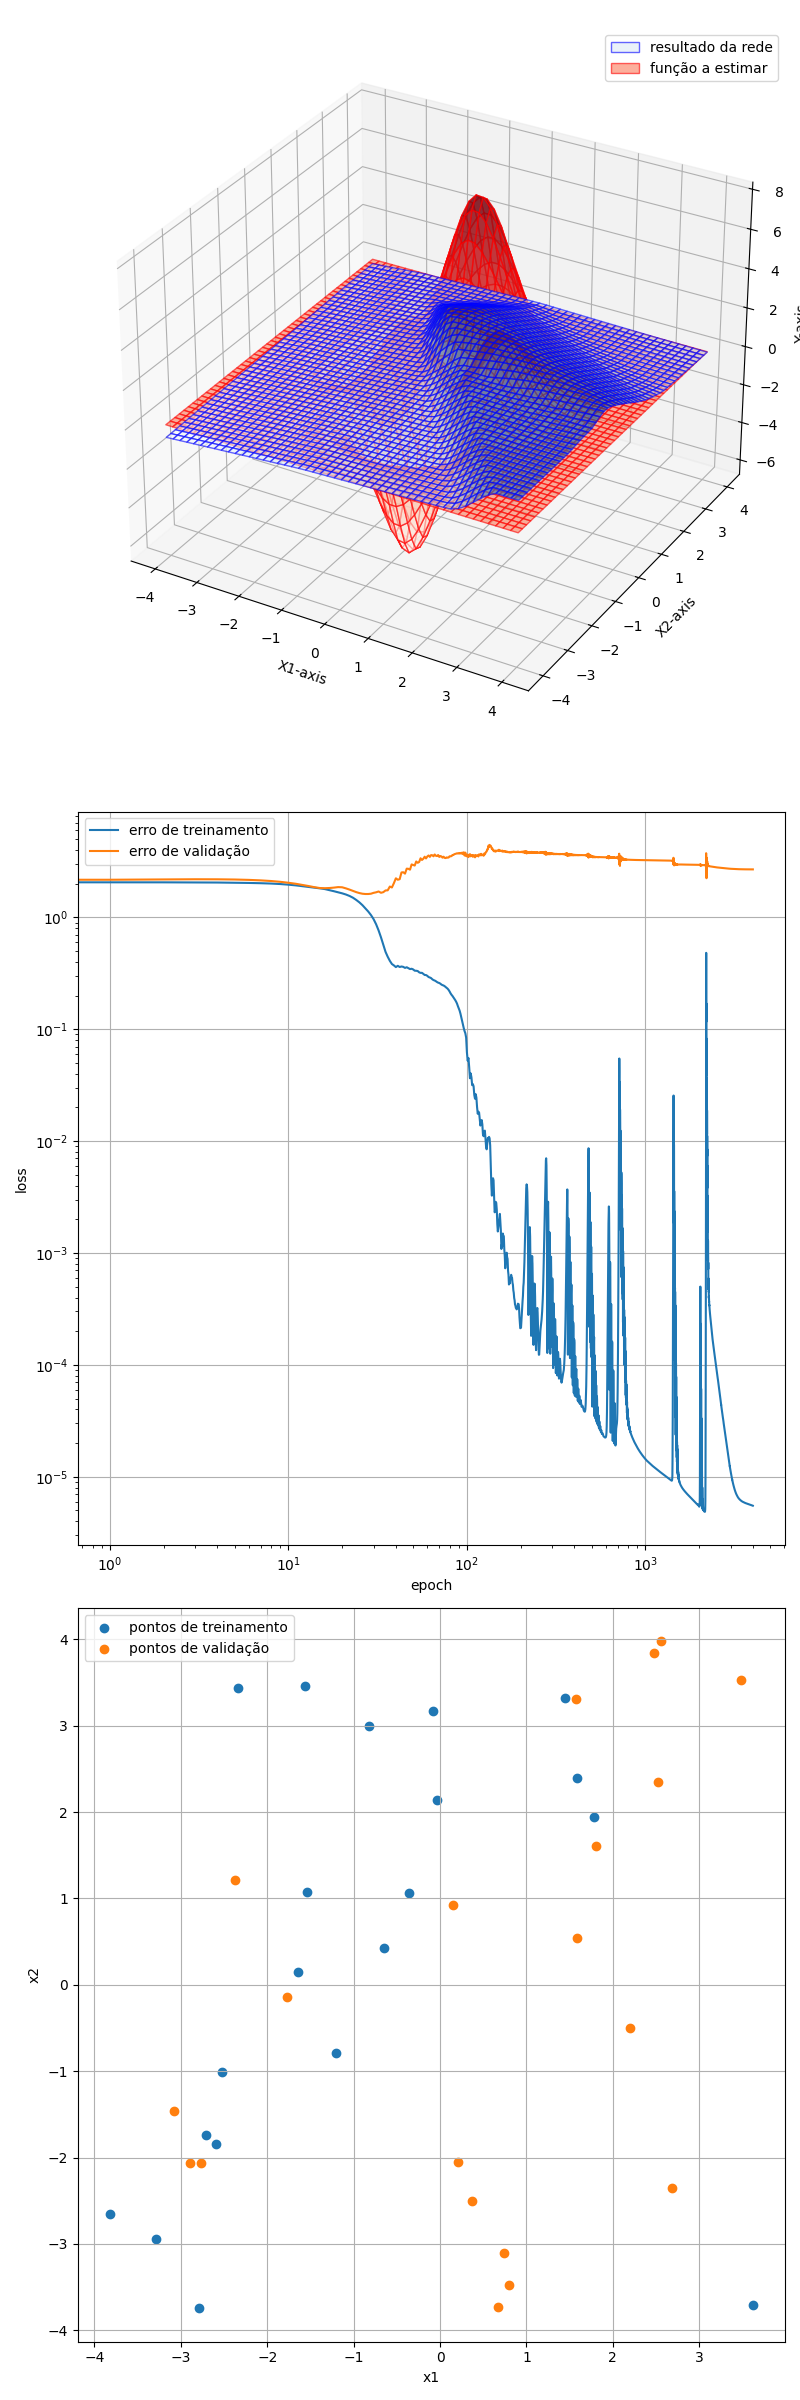 resultado da rede
função a estimar
8
6
4
2
0
−2
−4
−6
−4
−3
−2
−1
0
1
2
3
4
X1-axis
−4
−3
−2
−1
0
1
2
3
4
X2-axis
erro de treinamento
erro de validação
10^0
10^-1
10^-2
10^-3
10^-4
10^-5
loss
10^0 10^1 10^2 10^3
epoch
pontos de treinamento
pontos de validação
4
3
2
1
0
−1
−2
−3
−4
x2
−4 −3 −2 −1 0 1 2 3
x1